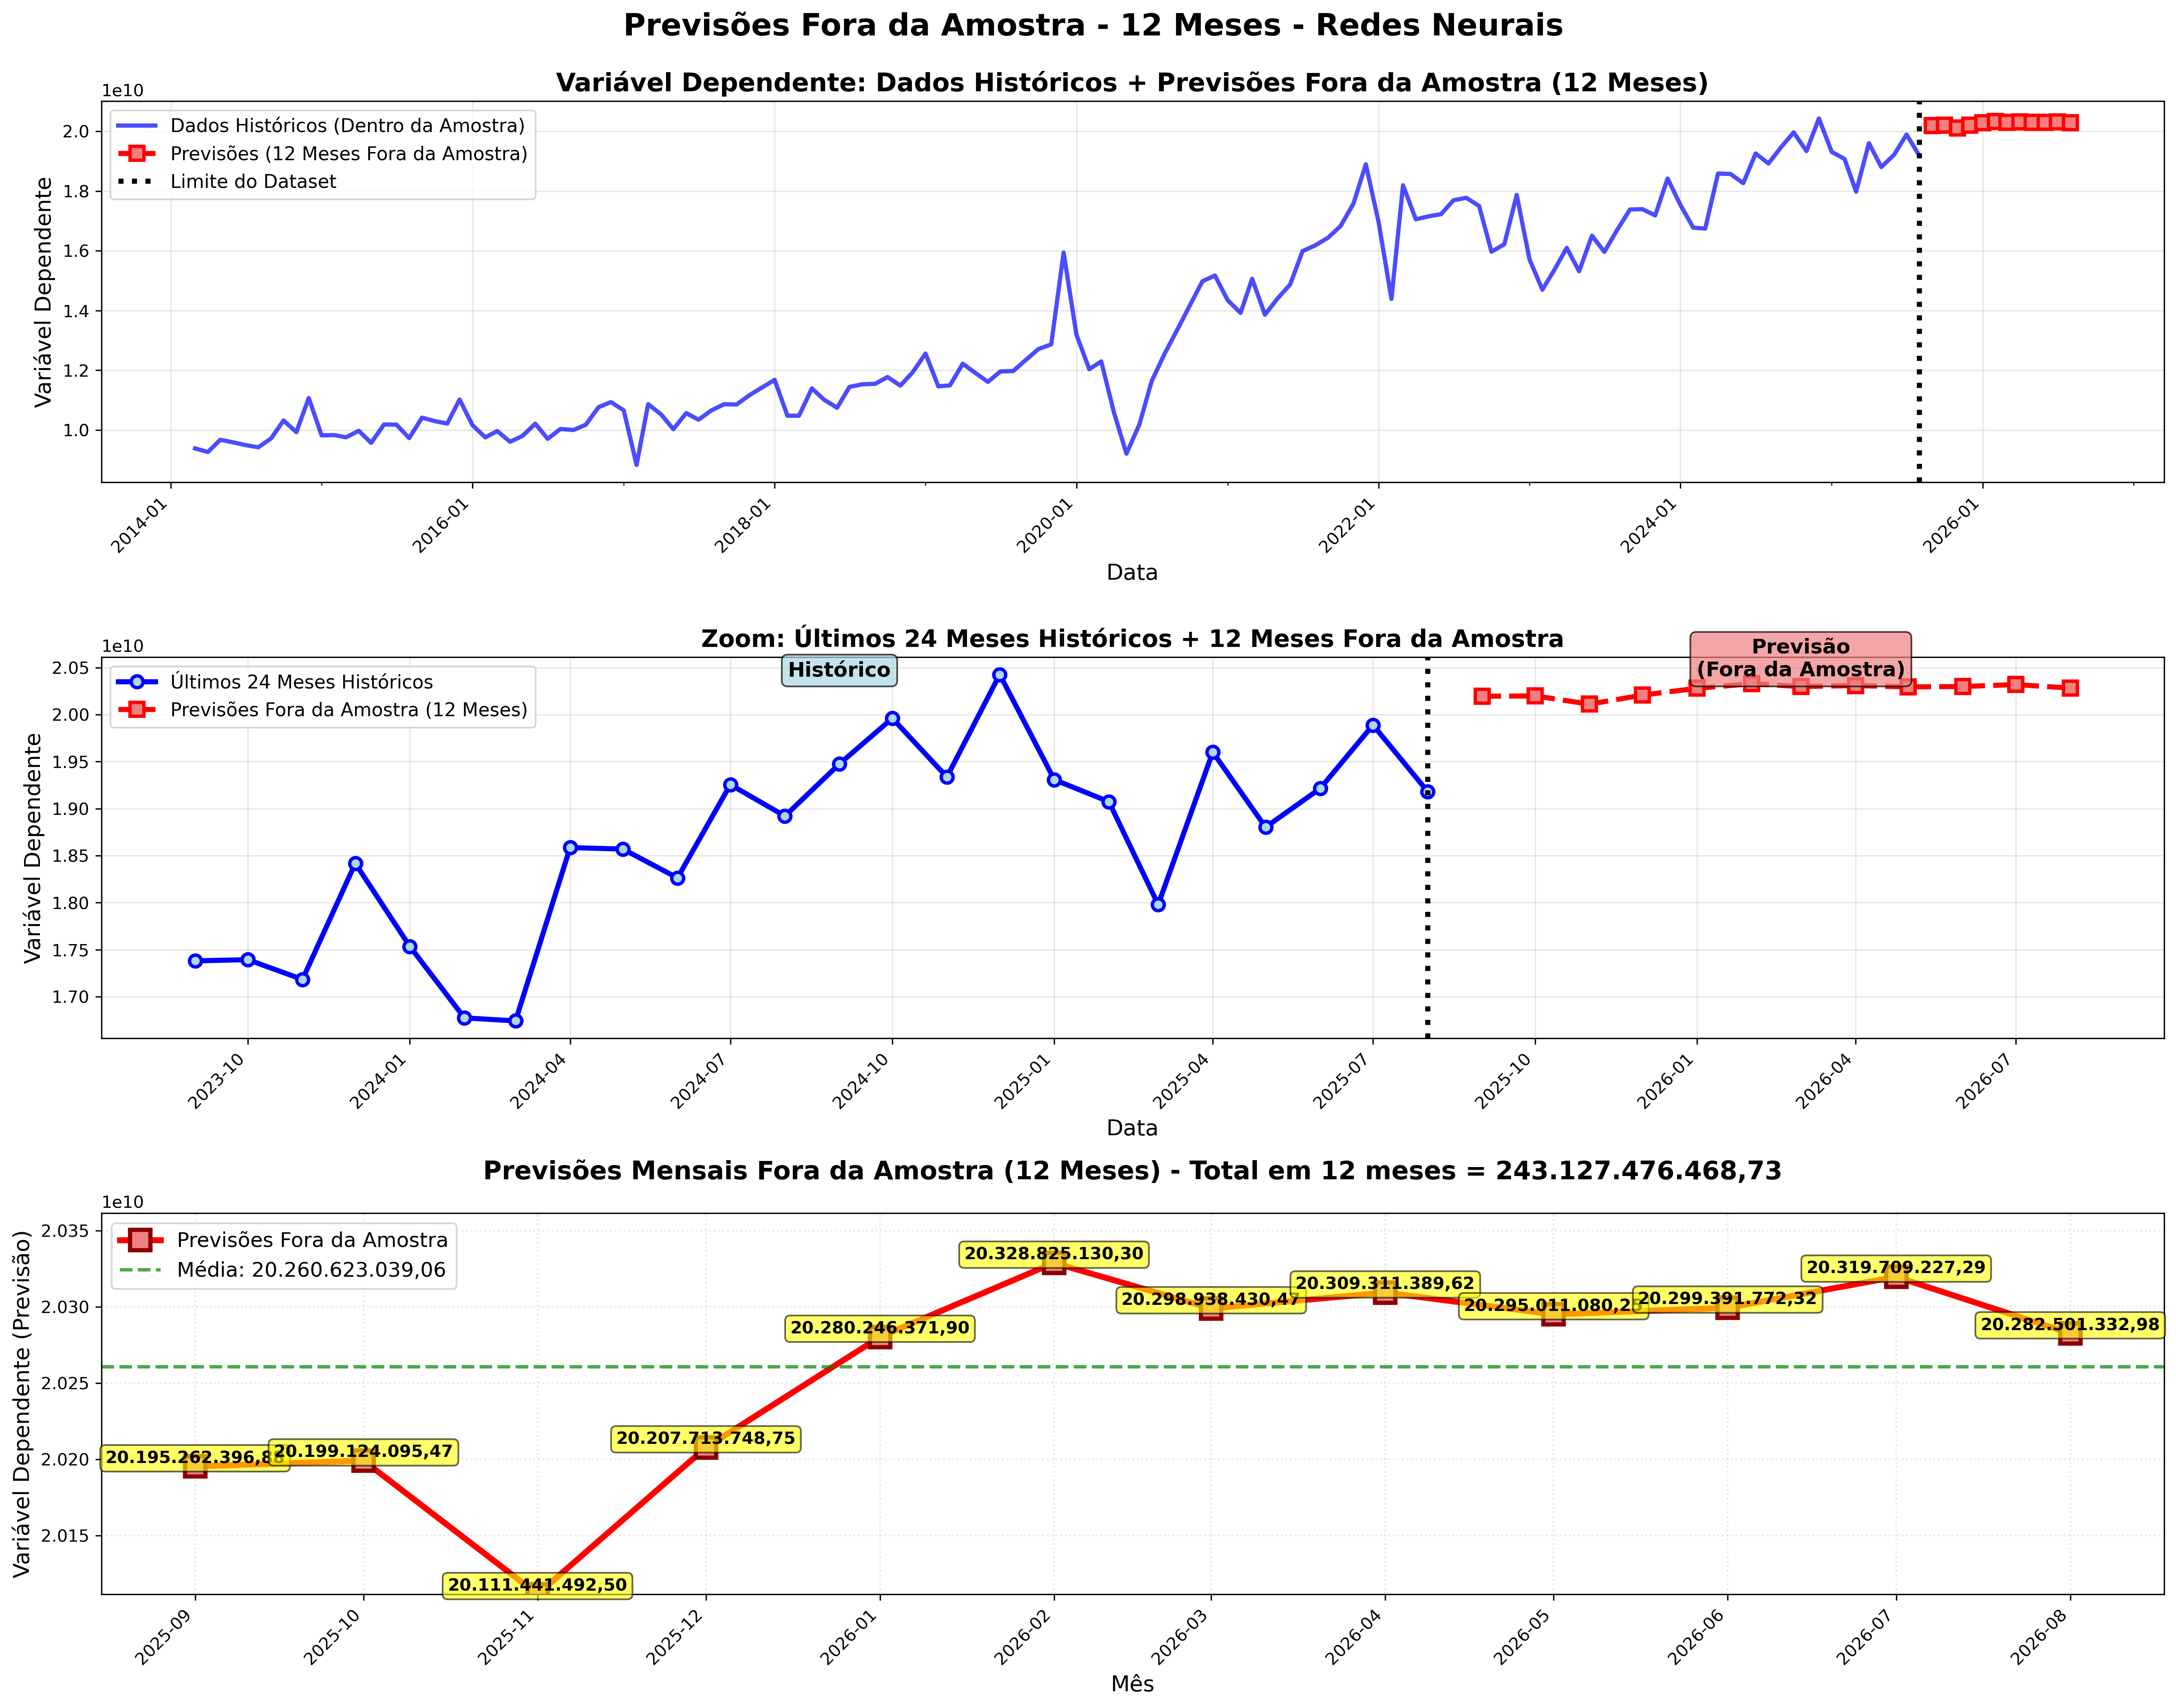 Previsões Fora da Amostra - 12 Meses - Redes Neurais
Variável Dependente: Dados Históricos + Previsões Fora da Amostra (12 Meses)
1e10
Dados Históricos (Dentro da Amostra)
Previsões (12 Meses Fora da Amostra)
Limite do Dataset
Variável Dependente
2.0
1.8
1.6
1.4
1.2
1.0
2014-01
2016-01
2018-01
2020-01
2022-01
2024-01
2026-01
Data
Zoom: Últimos 24 Meses Históricos + 12 Meses Fora da Amostra
1e10
Últimos 24 Meses Históricos
Previsões Fora da Amostra (12 Meses)
Histórico
Previsão
(Fora da Amostra)
Variável Dependente
2.05
2.00
1.95
1.90
1.85
1.80
1.75
1.70
2023-10
2024-01
2024-04
2024-07
2024-10
2025-01
2025-04
2025-07
2025-10
2026-01
2026-04
2026-07
Data
Previsões Mensais Fora da Amostra (12 Meses) - Total em 12 meses = 243.127.476.468,73
1e10
Previsões Fora da Amostra
Média: 20.260.623.039,06
Variável Dependente (Previsão)
2.035
2.030
2.025
2.020
2.015
20.199.124.095,47
20.111.441.492,50
20.207.713.748,75
20.280.246.371,90
20.328.825.130,30
20.298.938.430,47
20.309.311.389,62
20.299.391.772,32
20.319.709.227,29
20.282.501.332,98
2025-09
2025-10
2025-11
2025-12
2026-01
2026-02
2026-03
2026-04
2026-05
2026-06
2026-07
2026-08
Mês